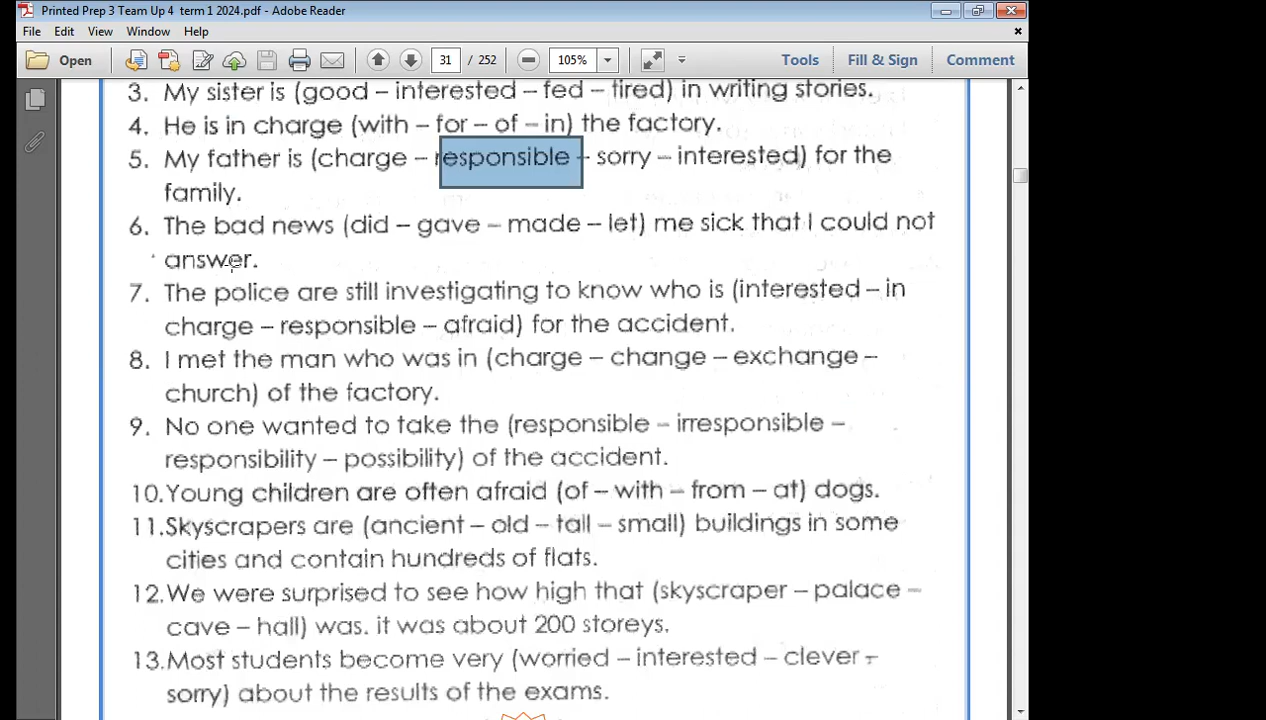 Printed Prep 3 Team Up 4 term 1 2024.pdf - Adobe Reader
File Edit View Window Help
Open 31 / 252 105% Tools Fill & Sign Comment
3. My sister is (good – interested – fed – tired) in writing stories.
4. He is in charge (with – for – of – in) the factory.
5. My father is (charge – responsible – sorry – interested) for the
family.
6. The bad news (did – gave – made – let) me sick that I could not
answer.
7. The police are still investigating to know who is (interested – in
charge – responsible – afraid) for the accident.
8. I met the man who was in (charge – change – exchange –
church) of the factory.
9. No one wanted to take the (responsible – irresponsible –
responsibility – possibility) of the accident.
10.Young children are often afraid (of – with – from – at) dogs.
11.Skyscrapers are (ancient – old – tall – small) buildings in some
cities and contain hundreds of flats.
12.We were surprised to see how high that (skyscraper – palace –
cave – hall) was. it was about 200 storeys.
13.Most students become very (worried – interested – clever –
sorry) about the results of the exams.